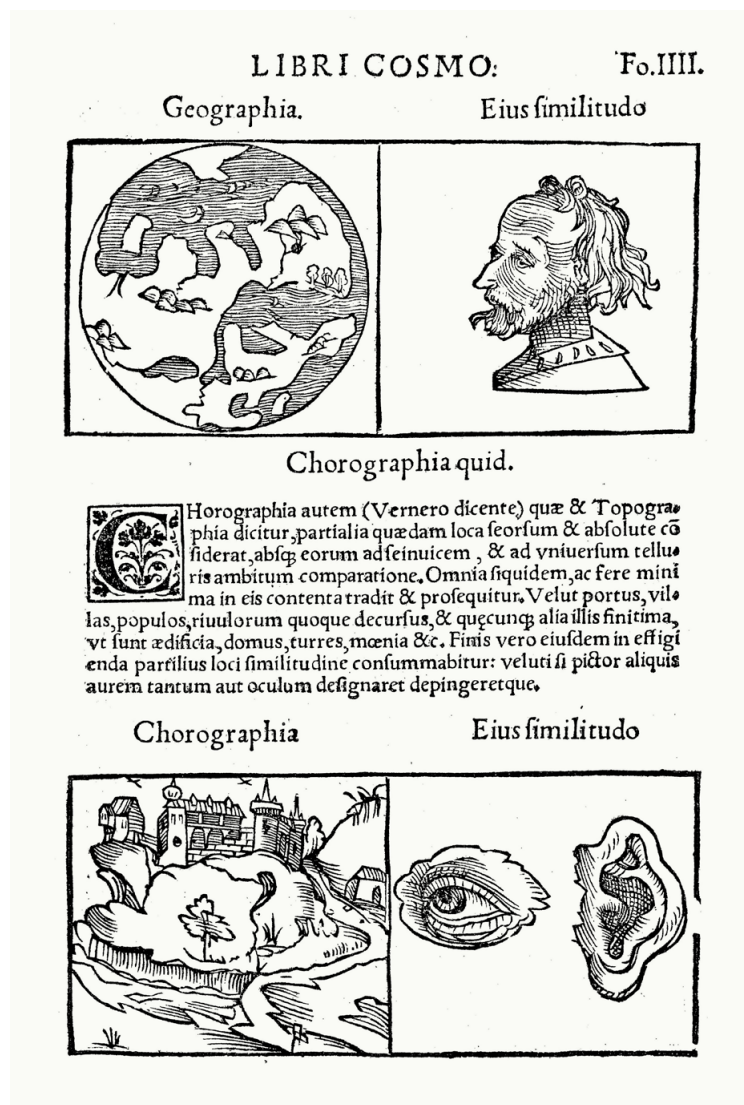 LIBRI COSMO: Fo.IIII.
Geographia. Eius ſimilitudo
Chorographia quid.
CHorographia autem (Vernero dicente) quæ & Topogra⸗
phia dicitur, partialia quædam loca ſeorſum & abſolute cõ
ſiderat, abſqꝫ eorum adſeinuicem, & ad vniuerſum tellu⸗
ris ambitum comparatione. Omnia ſiquidem, ac fere mini
ma in eis contenta tradit & proſequitur. Velut portus, vil⸗
las, populos, riuulorum quoque decurſus, & quęcunqꝫ alia illis finitima,
vt ſunt ædificia, domus, turres, mœnia &c. Finis vero eiuſdem in effigi
enda partilius loci ſimilitudine conſummabitur: veluti ſi pictor aliquis
aurem tantum aut oculum deſignaret depingeretque.
Chorographia Eius ſimilitudo